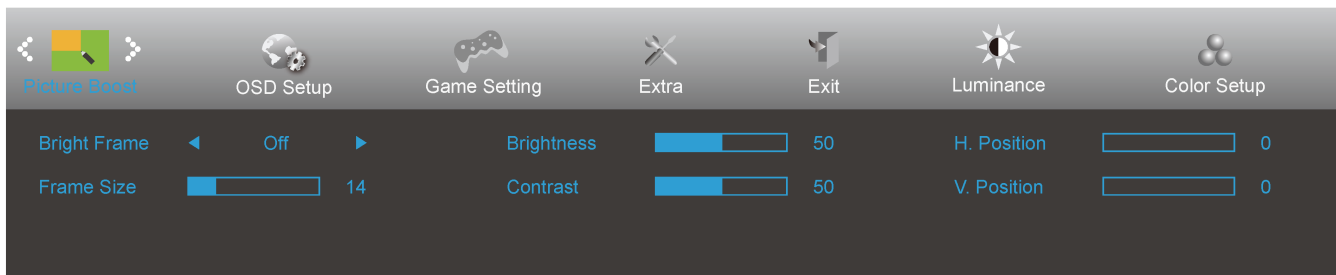 Picture Boost OSD Setup Game Setting Extra Exit Luminance Color Setup
Bright Frame Off Brightness 50 H. Position 0
Frame Size 14 Contrast 50 V. Position 0